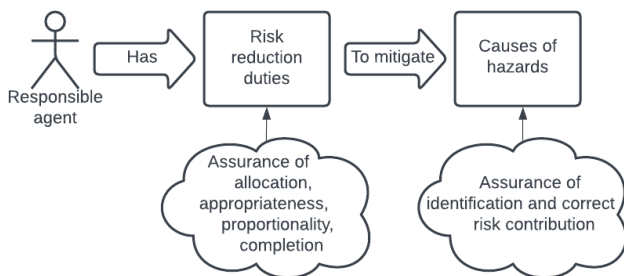 Responsible
agent
Has
Risk
reduction
duties
To mitigate
Causes of
hazards
Assurance of
allocation,
appropriateness,
proportionality,
completion
Assurance of
identification and correct
risk contribution